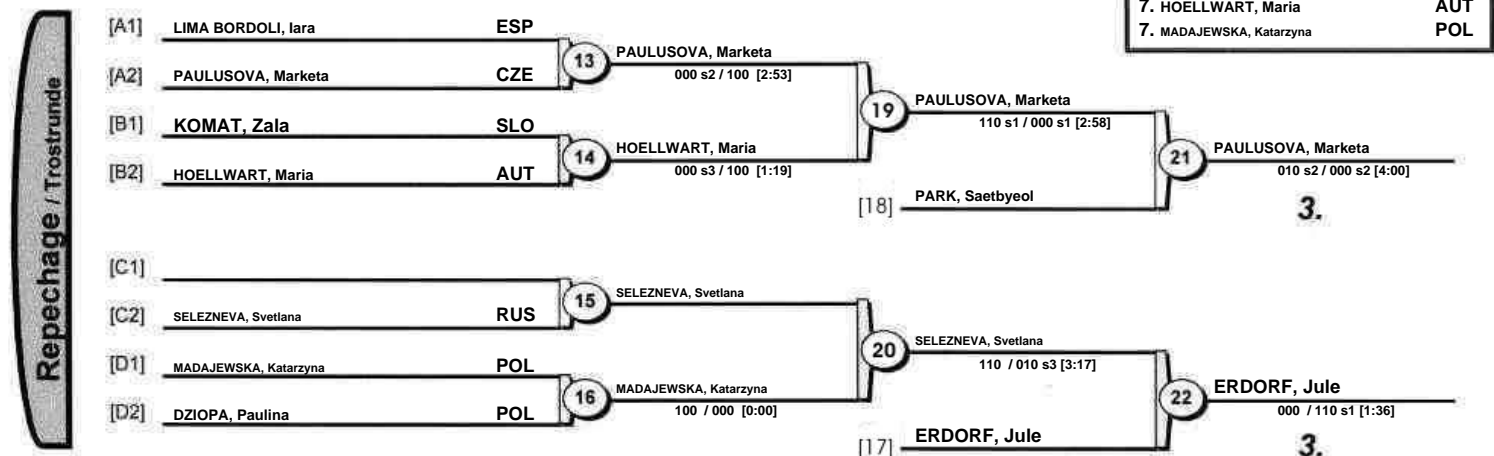 7. HOELLWART, Maria AUT
7. MADAJEWSKA, Katarzyna POL
Repechage / Trostrunde
[A1] LIMA BORDOLI, Iara ESP
13 PAULUSOVA, Marketa
000 s2 / 100 [2:53]
[A2] PAULUSOVA, Marketa CZE
19 PAULUSOVA, Marketa
110 s1 / 000 s1 [2:58]
[B1] KOMAT, Zala SLO
14 HOELLWART, Maria
000 s3 / 100 [1:19]
[B2] HOELLWART, Maria AUT
21 PAULUSOVA, Marketa
010 s2 / 000 s2 [4:00]
[18] PARK, Saetbyeol
3.
[C1]
15 SELEZNEVA, Svetlana
[C2] SELEZNEVA, Svetlana RUS
20 SELEZNEVA, Svetlana
110 / 010 s3 [3:17]
[D1] MADAJEWSKA, Katarzyna POL
16 MADAJEWSKA, Katarzyna
100 / 000 [0:00]
[D2] DZIOPA, Paulina POL
22 ERDORF, Jule
000 / 110 s1 [1:36]
[17] ERDORF, Jule
3.